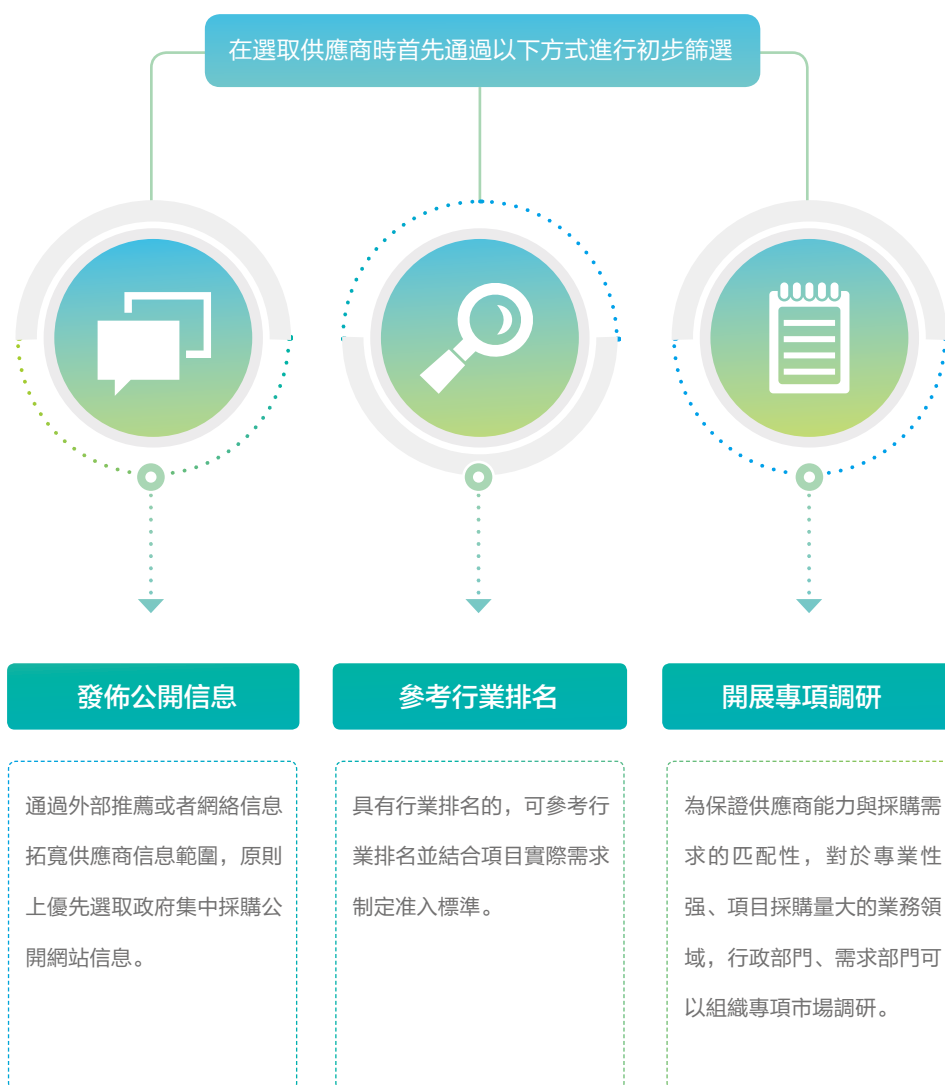 在選取供應商時首先通過以下方式進行初步篩選
發佈公開信息
通過外部推薦或者網絡信息
拓寬供應商信息範圍，原則
上優先選取政府集中採購公
開網站信息。
參考行業排名
具有行業排名的，可參考行
業排名並結合項目實際需求
制定准入標準。
開展專項調研
為保證供應商能力與採購需
求的匹配性，對於專業性
强、項目採購量大的業務領
域，行政部門、需求部門可
以組織專項市場調研。